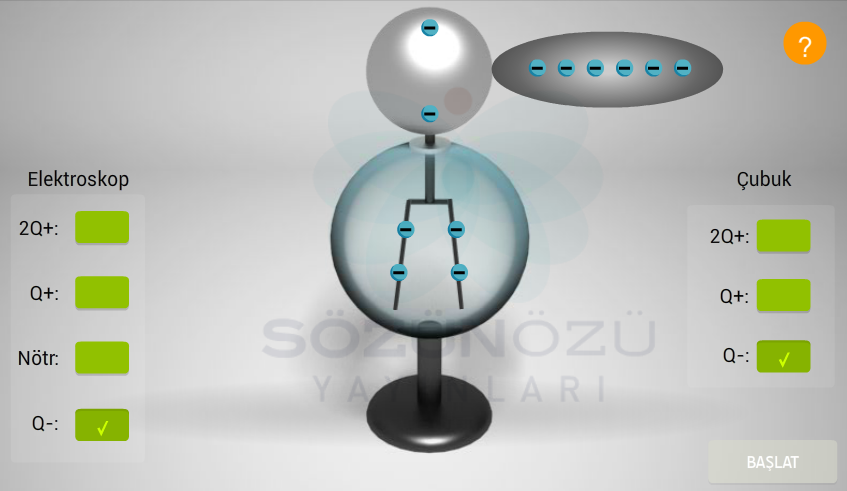 ?
Elektroskop
Çubuk
2Q+:
Q+:
Nötr:
Q-:
2Q+:
Q+:
Q-:
SÖZÜNÖZÜ
YAYINLARI
BAŞLAT